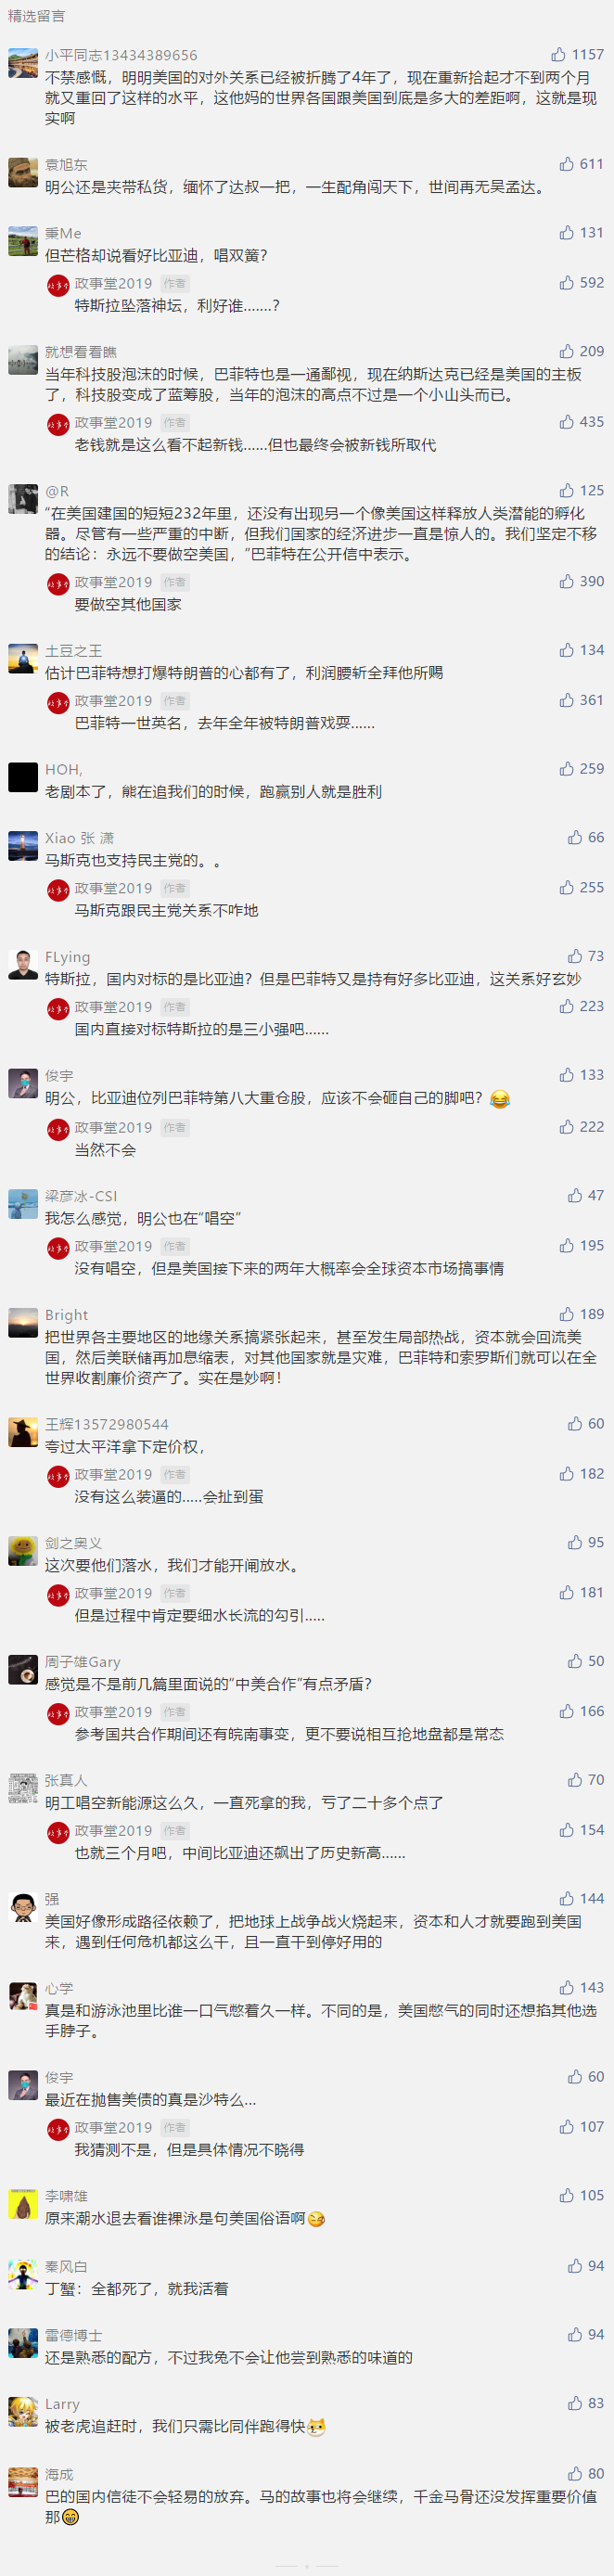 精选留言
小平同志13434389656 1157
不禁感慨，明明美国的对外关系已经被折腾了4年了，现在重新拾起才不到两个月
就又重回了这样的水平，这他妈的世界各国跟美国到底是多大的差距啊，这就是现
实啊
袁旭东 611
明公还是夹带私货，缅怀了达叔一把，一生配角闯天下，世间再无吴孟达。
秉Me 131
但芒格却说看好比亚迪，唱双簧？
政事堂2019 作者 592
特斯拉坠落神坛，利好谁.......？
就想看看瞧 209
当年科技股泡沫的时候，巴菲特也是一通鄙视，现在纳斯达克已经是美国的主板
了，科技股变成了蓝筹股，当年的泡沫的高点不过是一个小山头而已。
政事堂2019 作者 435
老钱就是这么看不起新钱......但也最终会被新钱所取代
@R 125
“在美国建国的短短232年里，还没有出现另一个像美国这样释放人类潜能的孵化
器。尽管有一些严重的中断，但我们国家的经济进步一直是惊人的。我们坚定不移
的结论：永远不要做空美国，”巴菲特在公开信中表示。
政事堂2019 作者 390
要做空其他国家
土豆之王 134
估计巴菲特想打爆特朗普的心都有了，利润腰斩全拜他所赐
政事堂2019 作者 361
巴菲特一世英名，去年全年被特朗普戏耍......
HOH, 259
老剧本了，熊在追我们的时候，跑赢别人就是胜利
Xiao 张 潇 66
马斯克也支持民主党的。。
政事堂2019 作者 255
马斯克跟民主党关系不咋地
FLying 73
特斯拉，国内对标的是比亚迪？但是巴菲特又是持有好多比亚迪，这关系好玄妙
政事堂2019 作者 223
国内直接对标特斯拉的是三小强吧......
俊宇 133
明公，比亚迪位列巴菲特第八大重仓股，应该不会砸自己的脚吧？😂
政事堂2019 作者 222
当然不会
梁彦冰-CSI 47
我怎么感觉，明公也在“唱空”
政事堂2019 作者 195
没有唱空，但是美国接下来的两年大概率会全球资本市场搞事情
Bright 189
把世界各主要地区的地缘关系搞紧张起来，甚至发生局部热战，资本就会回流美
国，然后美联储再加息缩表，对其他国家就是灾难，巴菲特和索罗斯们就可以在全
世界收割廉价资产了。实在是妙啊！
王辉13572980544 60
夸过太平洋拿下定价权，
政事堂2019 作者 182
没有这么装逼的.....会扯到蛋
剑之奥义 95
这次要他们落水，我们才能开闸放水。
政事堂2019 作者 181
但是过程中肯定要细水长流的勾引.....
周子雄Gary 50
感觉是不是前几篇里面说的“中美合作”有点矛盾？
政事堂2019 作者 166
参考国共合作期间还有皖南事变，更不要说相互抢地盘都是常态
张真人 70
明工唱空新能源这么久，一直死拿的我，亏了二十多个点了
政事堂2019 作者 154
也就三个月吧，中间比亚迪还飙出了历史新高......
强 144
美国好像形成路径依赖了，把地球上战争战火烧起来，资本和人才就要跑到美国
来，遇到任何危机都这么干，且一直干到停好用的
心学 143
真是和游泳池里比谁一口气憋着久一样。不同的是，美国憋气的同时还想掐其他选
手脖子。
俊宇 60
最近在抛售美债的真是沙特么...
政事堂2019 作者 107
我猜测不是，但是具体情况不晓得
李啸雄 105
原来潮水退去看谁裸泳是句美国俗语啊😉
秦风白 94
丁蟹：全都死了，就我活着
雷德博士 94
还是熟悉的配方，不过我兔不会让他尝到熟悉的味道的
Larry 83
被老虎追赶时，我们只需比同伴跑得快
海成 80
巴的国内信徒不会轻易的放弃。马的故事也将会继续，千金马骨还没发挥重要价值
那😁